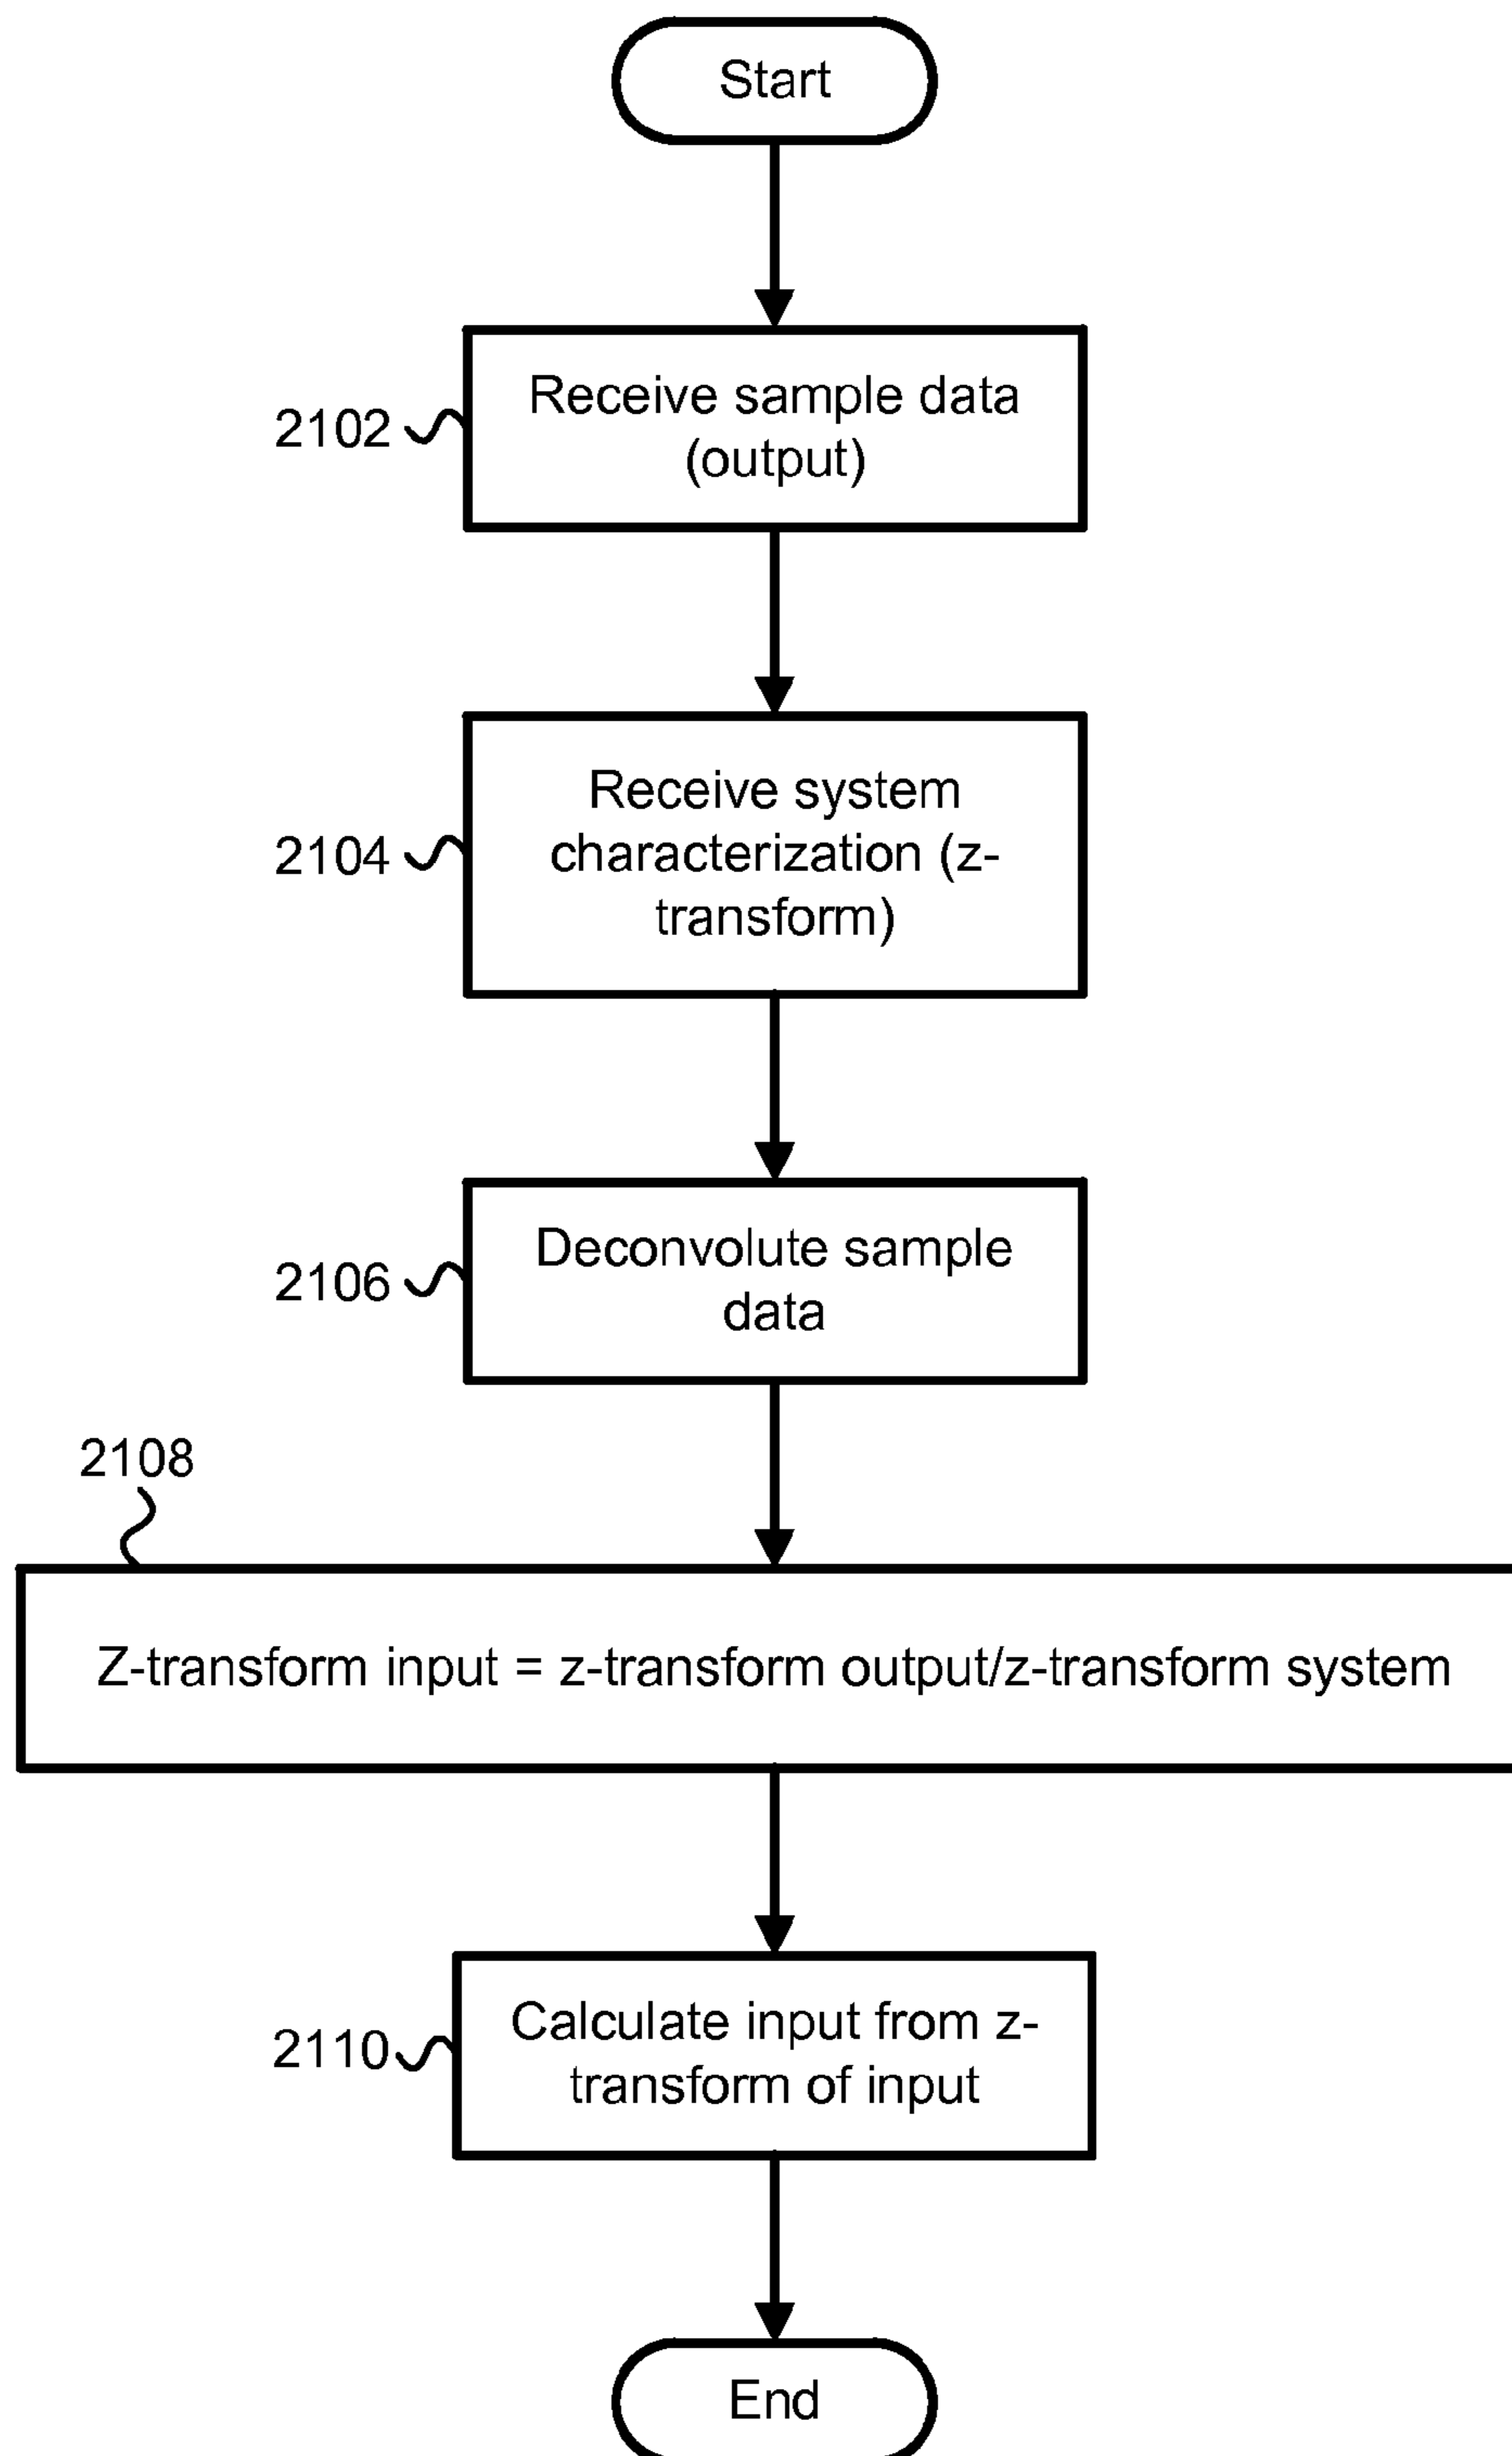 Start
Receive sample data
(output)
2102
Receive system
characterization (z-
transform)
2104
Deconvolute sample
data
2106
2108
Z-transform input = z-transform output/z-transform system
Calculate input from z-
transform of input
2110
End